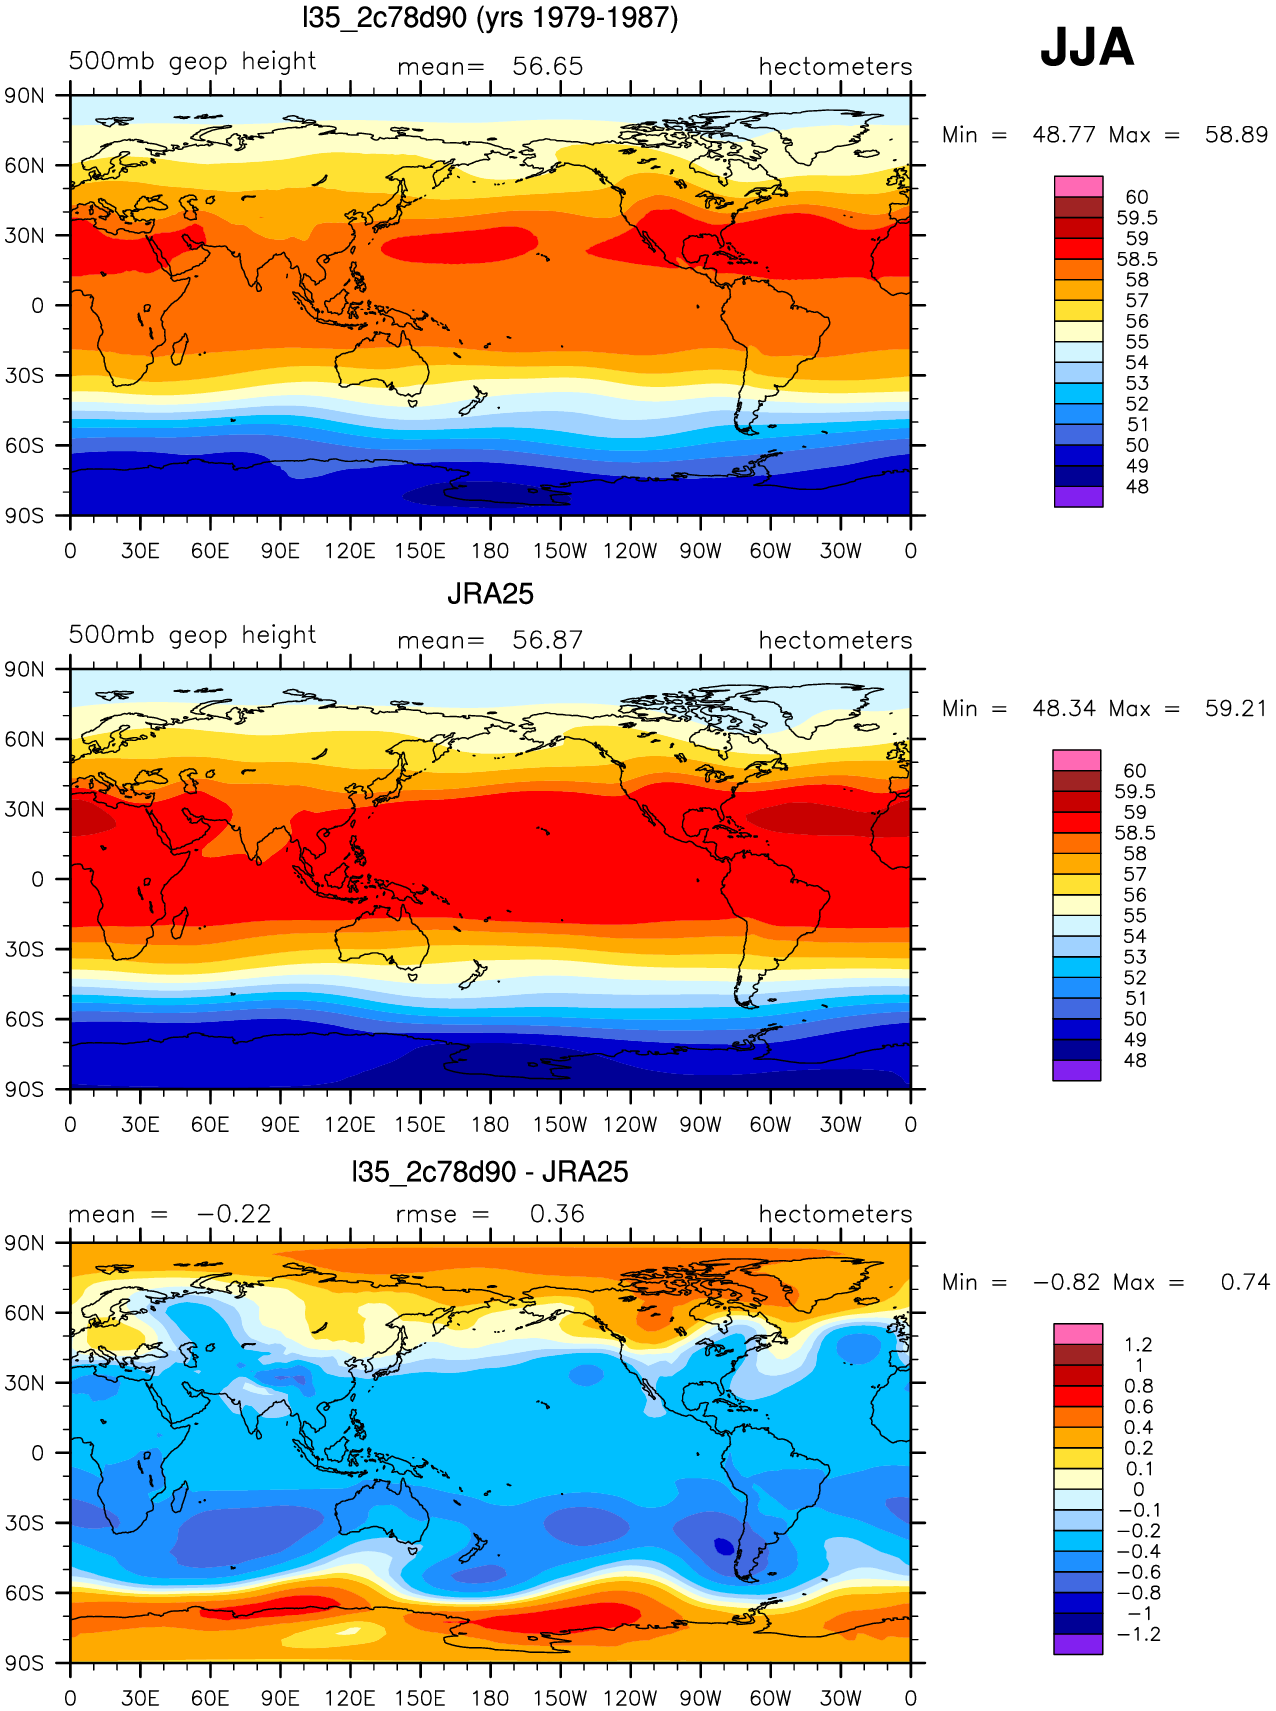 l35_2c78d90 (yrs 1979-1987)
JJA
500mb geop height mean= 56.65 hectometers
Min = 48.77 Max = 58.89
90N
60N
30N
0
30S
60S
90S
0 30E 60E 90E 120E 150E 180 150W 120W 90W 60W 30W 0
60
59.5
59
58.5
58
57
56
55
54
53
52
51
50
49
48
JRA25
500mb geop height mean= 56.87 hectometers
Min = 48.34 Max = 59.21
90N
60N
30N
0
30S
60S
90S
0 30E 60E 90E 120E 150E 180 150W 120W 90W 60W 30W 0
60
59.5
59
58.5
58
57
56
55
54
53
52
51
50
49
48
l35_2c78d90 - JRA25
mean = −0.22 rmse = 0.36 hectometers
Min = −0.82 Max = 0.74
90N
60N
30N
0
30S
60S
90S
0 30E 60E 90E 120E 150E 180 150W 120W 90W 60W 30W 0
1.2
1
0.8
0.6
0.4
0.2
0.1
0
−0.1
−0.2
−0.4
−0.6
−0.8
−1
−1.2